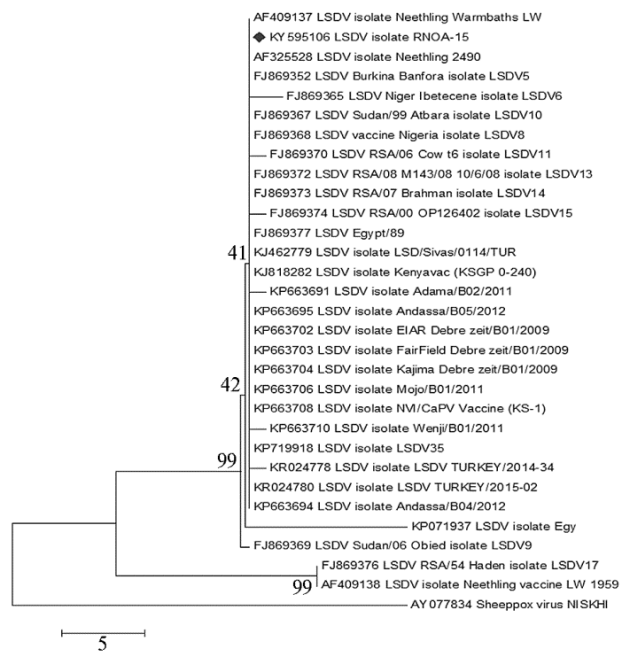 AF409137 LSDV isolate Neethling Warmbaths LW
KY595106 LSDV isolate RNOA-15
AF325528 LSDV isolate Neethling 2490
FJ869352 LSDV Burkina Banfora isolate LSDV5
FJ869365 LSDV Niger Ibetecene isolate LSDV6
FJ869367 LSDV Sudan/99 Atbara isolate LSDV10
FJ869368 LSDV vaccine Nigeria isolate LSDV8
FJ869370 LSDV RSA/06 Cow t6 isolate LSDV11
FJ869372 LSDV RSA/08 M143/08 10/6/08 isolate LSDV13
FJ869373 LSDV RSA/07 Brahman isolate LSDV14
FJ869374 LSDV RSA/00 OP126402 isolate LSDV15
FJ869377 LSDV Egypt/89
41
KJ462779 LSDV isolate LSD/Sivas/0114/TUR
KJ818282 LSDV isolate Kenyavac (KSGP 0-240)
KP663691 LSDV isolate Adama/B02/2011
KP663695 LSDV isolate Andassa/B05/2012
KP663702 LSDV isolate EIAR Debre zeit/B01/2009
KP663703 LSDV isolate FairField Debre zeit/B01/2009
KP663704 LSDV isolate Kajima Debre zeit/B01/2009
42
KP663706 LSDV isolate Mojo/B01/2011
KP663708 LSDV isolate NVI/CaPV Vaccine (KS-1)
KP663710 LSDV isolate Wenji/B01/2011
KP719918 LSDV isolate LSDV35
99
KR024778 LSDV isolate LSDV TURKEY/2014-34
KR024780 LSDV isolate LSDV TURKEY/2015-02
KP663694 LSDV isolate Andassa/B04/2012
KP071937 LSDV isolate Egy
FJ869369 LSDV Sudan/06 Obied isolate LSDV9
FJ869376 LSDV RSA/54 Haden isolate LSDV17
99
AF409138 LSDV isolate Neethling vaccine LW 1959
AY077834 Sheeppox virus NISKHI
5